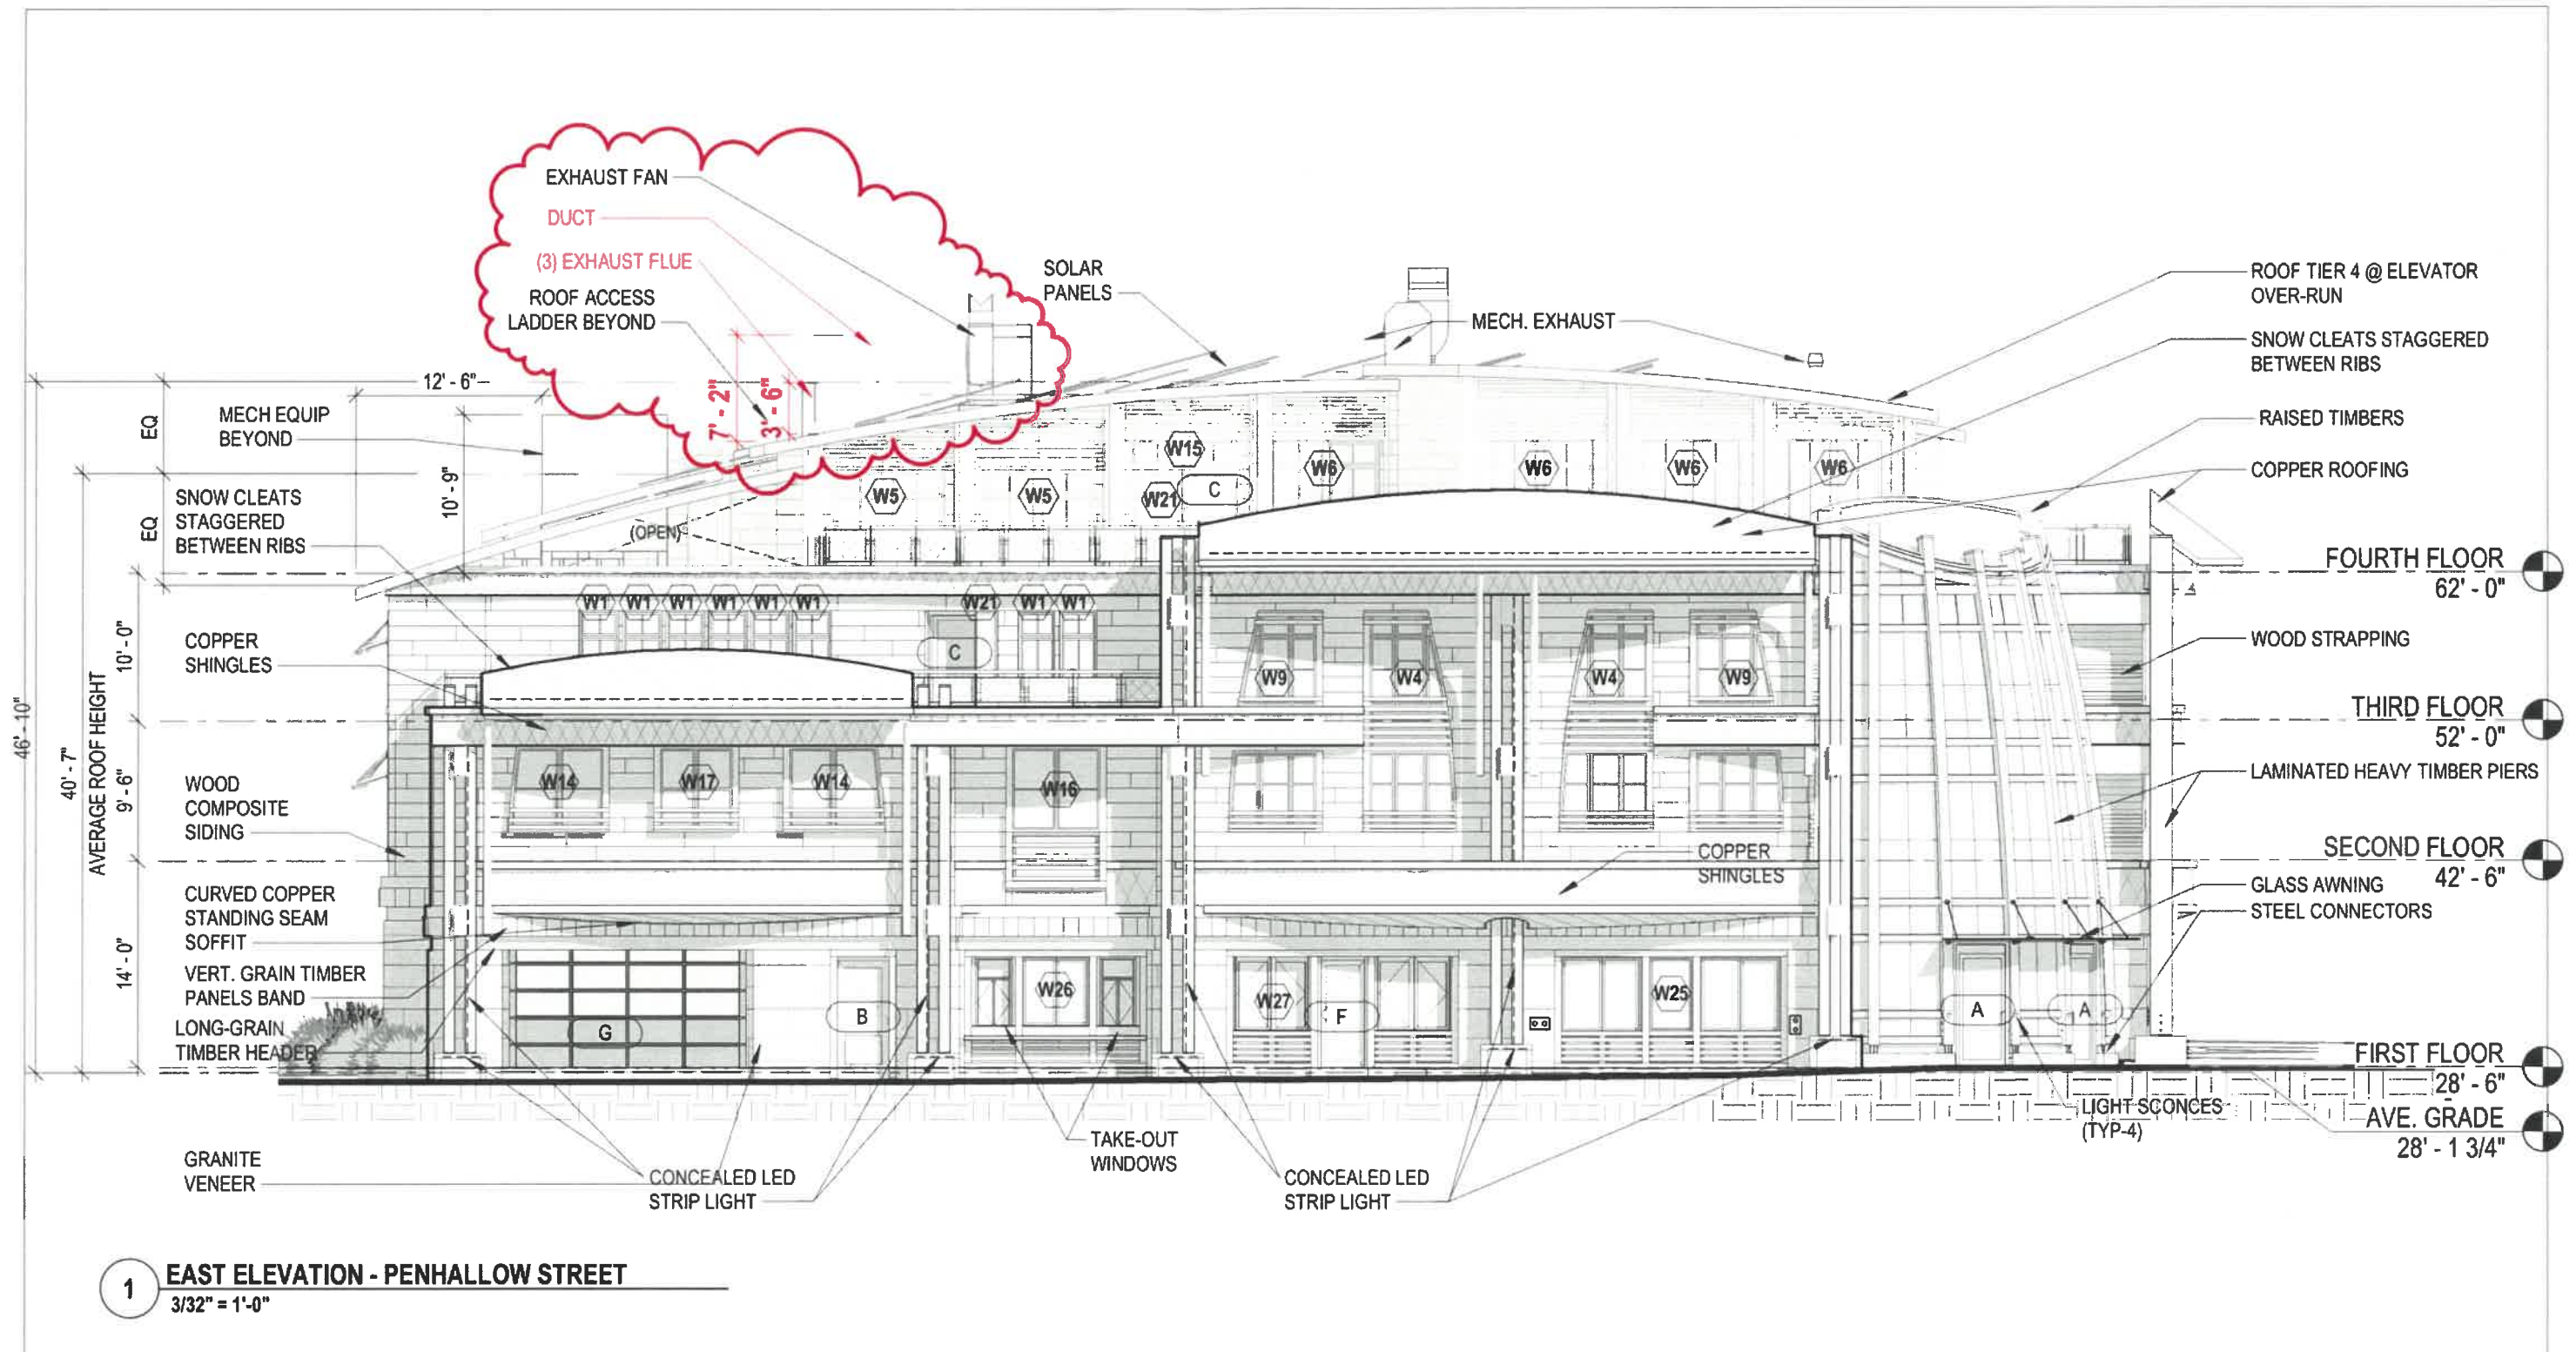 EXHAUST FAN
DUCT
(3) EXHAUST FLUE
ROOF ACCESS
LADDER BEYOND
SOLAR
PANELS
MECH. EXHAUST
ROOF TIER 4 @ ELEVATOR
OVER-RUN
SNOW CLEATS STAGGERED
BETWEEN RIBS
RAISED TIMBERS
COPPER ROOFING
12' - 6"
7' - 2"
3' - 6"
EQ
MECH EQUIP
BEYOND
10' - 9"
EQ
SNOW CLEATS
STAGGERED
BETWEEN RIBS
(OPEN)
W5
W5
W15
W21
C
W6
W6
W6
W6
FOURTH FLOOR
62' - 0"
W1
W1
W1
W1
W1
W1
W21
W1
W1
C
COPPER
SHINGLES
10' - 0"
W9
W4
W4
W9
WOOD STRAPPING
46' - 10"
40' - 7"
AVERAGE ROOF HEIGHT
THIRD FLOOR
52' - 0"
9' - 6"
WOOD
COMPOSITE
SIDING
W14
W17
W14
W16
LAMINATED HEAVY TIMBER PIERS
COPPER
SHINGLES
SECOND FLOOR
42' - 6"
GLASS AWNING
STEEL CONNECTORS
CURVED COPPER
STANDING SEAM
SOFFIT
14' - 0"
VERT. GRAIN TIMBER
PANELS BAND
LONG-GRAIN
TIMBER HEADER
G
B
W26
W27
F
W25
A
A
FIRST FLOOR
28' - 6"
LIGHT SCONCES
(TYP-4)
AVE. GRADE
28' - 1 3/4"
GRANITE
VENEER
CONCEALED LED
STRIP LIGHT
TAKE-OUT
WINDOWS
CONCEALED LED
STRIP LIGHT
1
EAST ELEVATION - PENHALLOW STREET
3/32" = 1'-0"